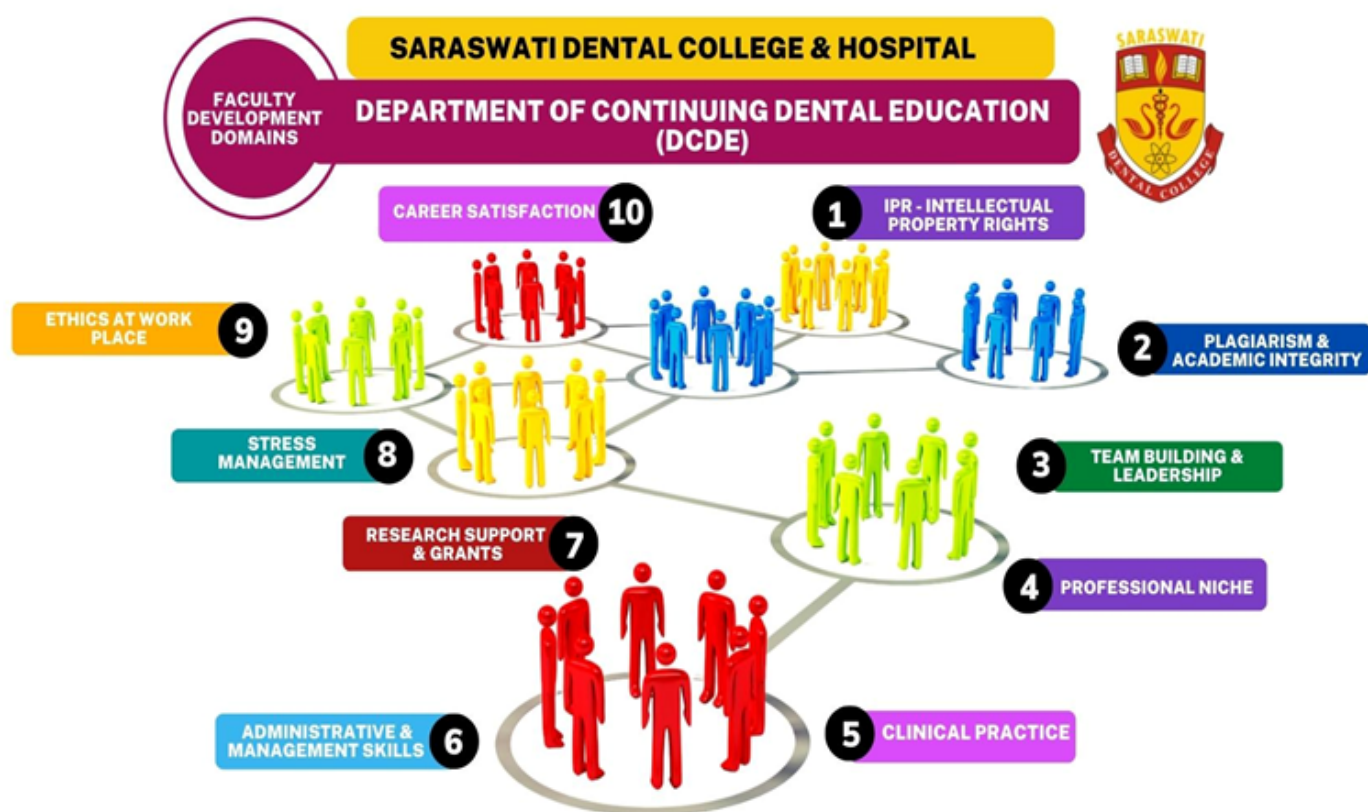 SARASWATI DENTAL COLLEGE & HOSPITAL
FACULTY
DEVELOPMENT
DOMAINS
DEPARTMENT OF CONTINUING DENTAL EDUCATION
(DCDE)
SARASWATI
DENTAL COLLEGE
CAREER SATISFACTION 10
1 IPR - INTELLECTUAL
PROPERTY RIGHTS
ETHICS AT WORK
PLACE
9
2 PLAGIARISM &
ACADEMIC INTEGRITY
STRESS
MANAGEMENT
8
3 TEAM BUILDING &
LEADERSHIP
RESEARCH SUPPORT
& GRANTS
7
4 PROFESSIONAL NICHE
ADMINISTRATIVE &
MANAGEMENT SKILLS
6
5 CLINICAL PRACTICE